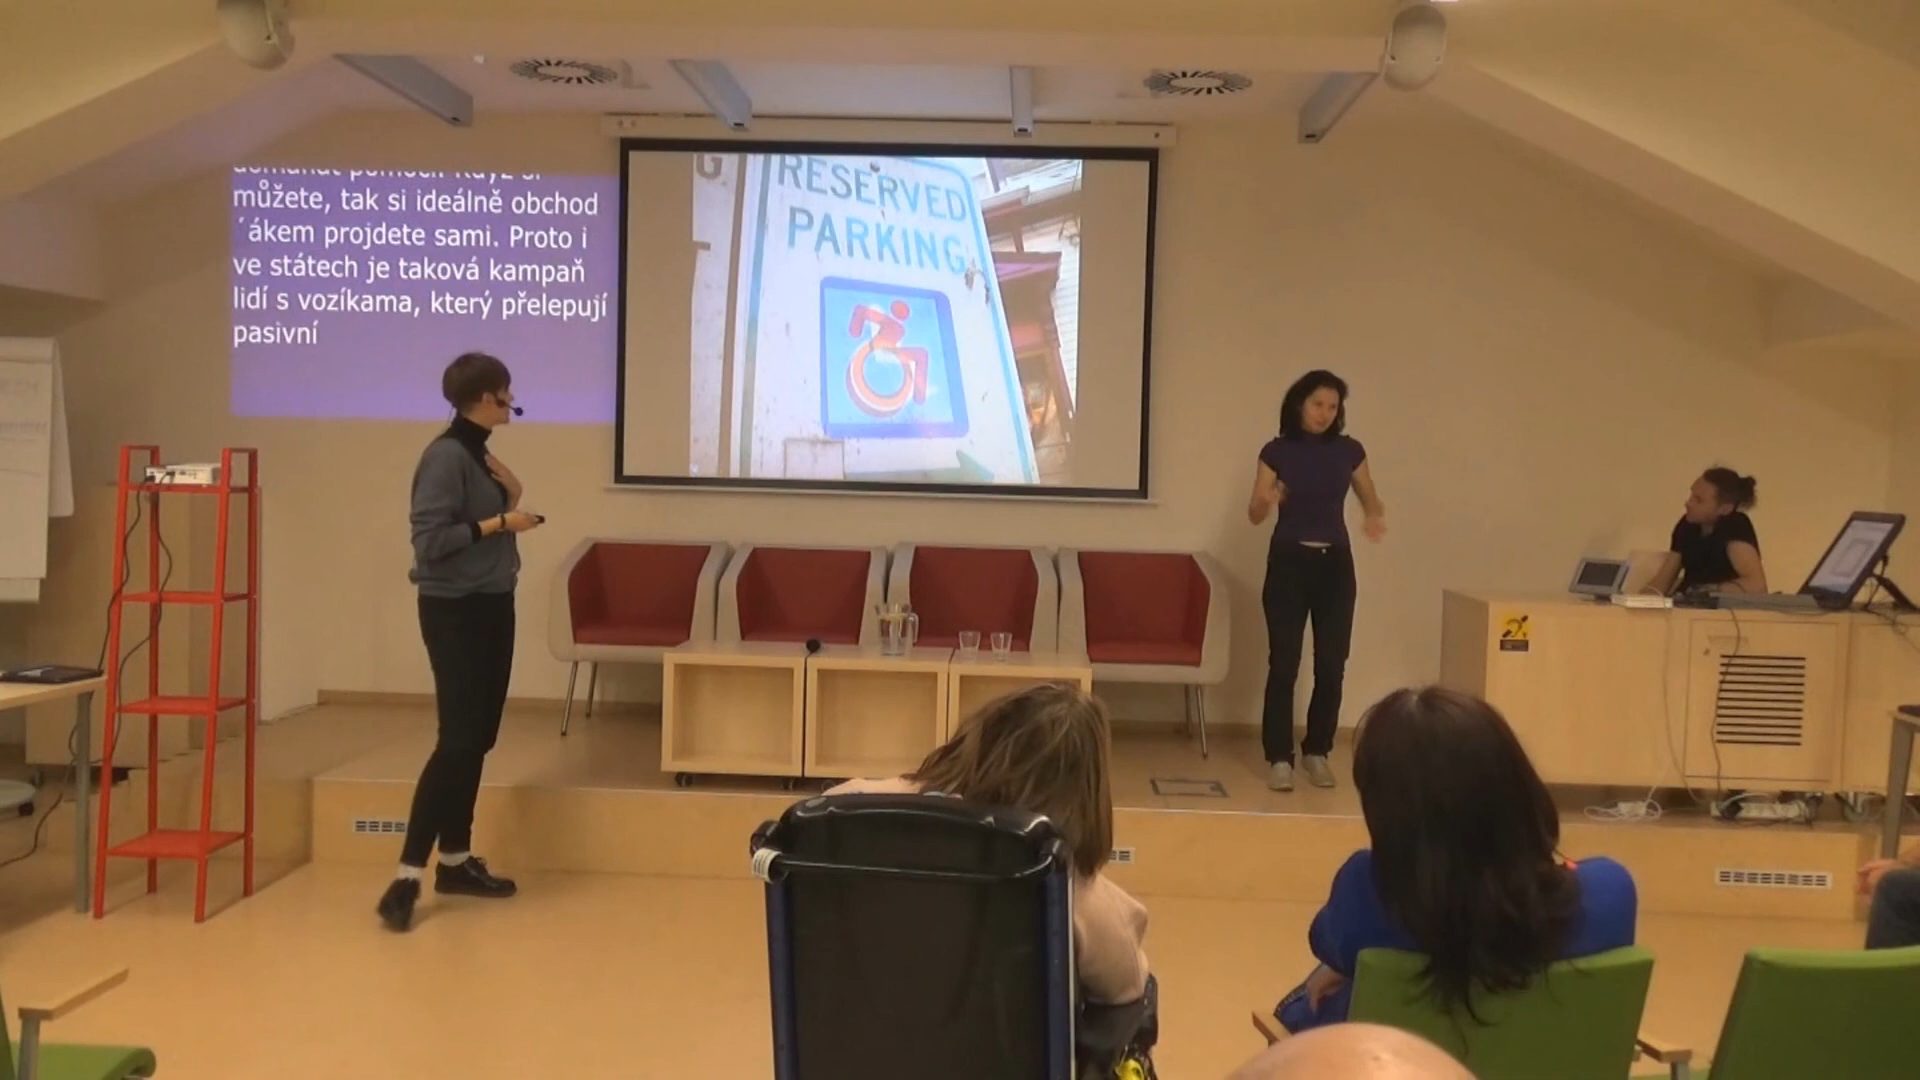 můžete, tak si ideálně obchod
´ákem projdete sami. Proto i
ve státech je taková kampaň
lidí s vozíkama, který přelepují
pasivní
G
RESERVED
PARKING